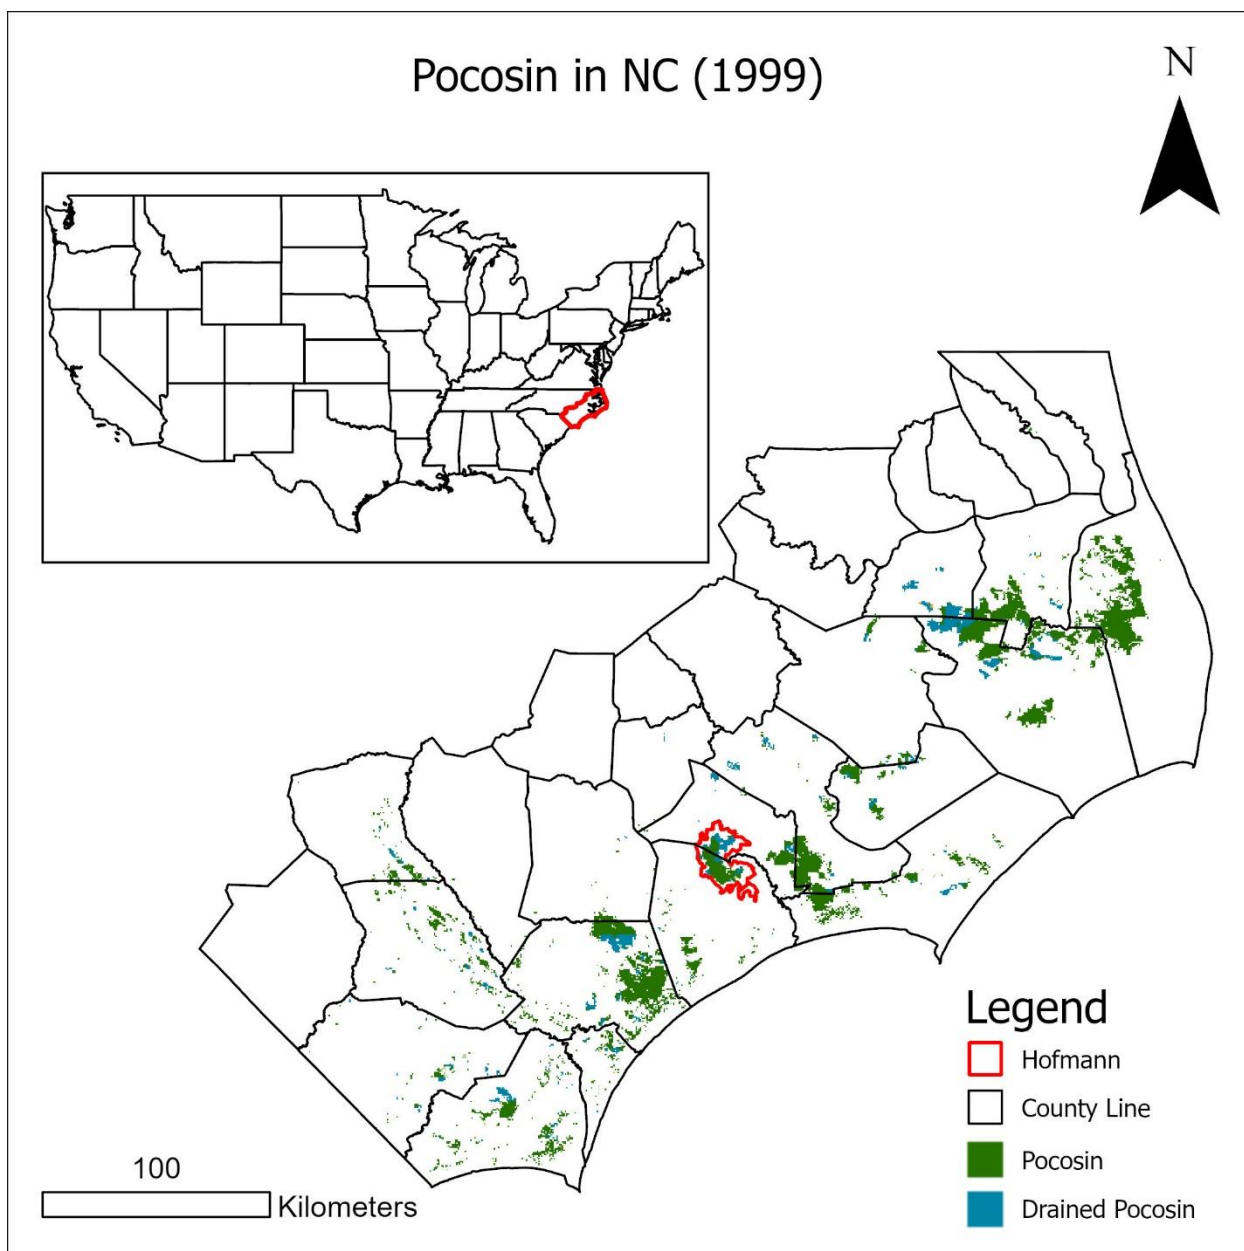 Pocosin in NC (1999)
N
Legend
Hofmann
County Line
Pocosin
Drained Pocosin
100
Kilometers